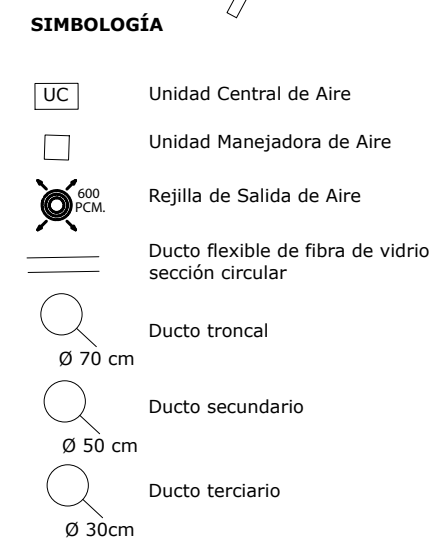 SIMBOLOGÍA
UC Unidad Central de Aire
Unidad Manejadora de Aire
600
PCM.
Rejilla de Salida de Aire
Ducto flexible de fibra de vidrio
sección circular
Ducto troncal
Ø 70 cm
Ducto secundario
Ø 50 cm
Ducto terciario
Ø 30cm